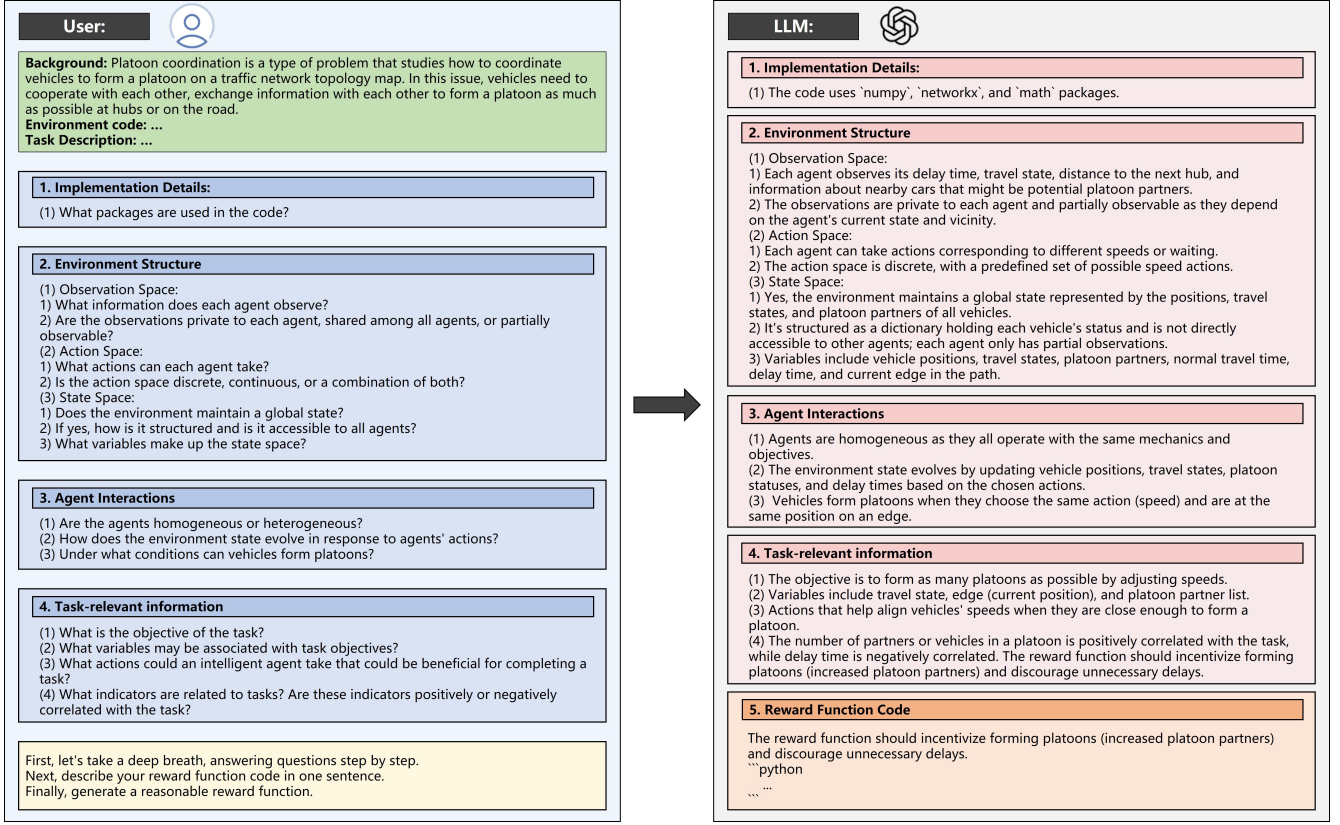 User:
Background: Platoon coordination is a type of problem that studies how to coordinate
vehicles to form a platoon on a traffic network topology map. In this issue, vehicles need to
cooperate with each other, exchange information with each other to form a platoon as much
as possible at hubs or on the road.
Environment code: ...
Task Description: ...
1. Implementation Details:
(1) What packages are used in the code?
2. Environment Structure
(1) Observation Space:
1) What information does each agent observe?
2) Are the observations private to each agent, shared among all agents, or partially
observable?
(2) Action Space:
1) What actions can each agent take?
2) Is the action space discrete, continuous, or a combination of both?
(3) State Space:
1) Does the environment maintain a global state?
2) If yes, how is it structured and is it accessible to all agents?
3) What variables make up the state space?
3. Agent Interactions
(1) Are the agents homogeneous or heterogeneous?
(2) How does the environment state evolve in response to agents' actions?
(3) Under what conditions can vehicles form platoons?
4. Task-relevant information
(1) What is the objective of the task?
(2) What variables may be associated with task objectives?
(3) What actions could an intelligent agent take that could be beneficial for completing a
task?
(4) What indicators are related to tasks? Are these indicators positively or negatively
correlated with the task?
First, let's take a deep breath, answering questions step by step.
Next, describe your reward function code in one sentence.
Finally, generate a reasonable reward function.
LLM:
1. Implementation Details:
(1) The code uses `numpy`, `networkx`, and `math` packages.
2. Environment Structure
(1) Observation Space:
1) Each agent observes its delay time, travel state, distance to the next hub, and
information about nearby cars that might be potential platoon partners.
2) The observations are private to each agent and partially observable as they depend
on the agent's current state and vicinity.
(2) Action Space:
1) Each agent can take actions corresponding to different speeds or waiting.
2) The action space is discrete, with a predefined set of possible speed actions.
(3) State Space:
1) Yes, the environment maintains a global state represented by the positions, travel
states, and platoon partners of all vehicles.
2) It's structured as a dictionary holding each vehicle's status and is not directly
accessible to other agents; each agent only has partial observations.
3) Variables include vehicle positions, travel states, platoon partners, normal travel time,
delay time, and current edge in the path.
3. Agent Interactions
(1) Agents are homogeneous as they all operate with the same mechanics and
objectives.
(2) The environment state evolves by updating vehicle positions, travel states, platoon
statuses, and delay times based on the chosen actions.
(3) Vehicles form platoons when they choose the same action (speed) and are at the
same position on an edge.
4. Task-relevant information
(1) The objective is to form as many platoons as possible by adjusting speeds.
(2) Variables include travel state, edge (current position), and platoon partner list.
(3) Actions that help align vehicles' speeds when they are close enough to form a
platoon.
(4) The number of partners or vehicles in a platoon is positively correlated with the task,
while delay time is negatively correlated. The reward function should incentivize forming
platoons (increased platoon partners) and discourage unnecessary delays.
5. Reward Function Code
The reward function should incentivize forming platoons (increased platoon partners)
and discourage unnecessary delays.
```python
...
```